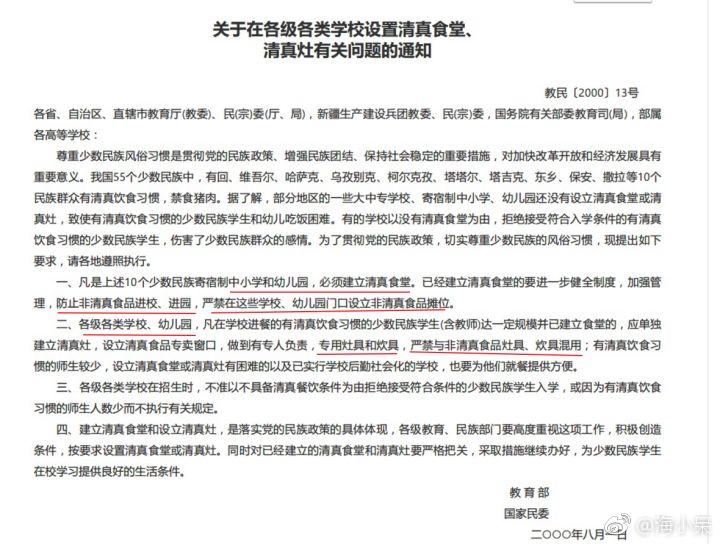 关于在各级各类学校设置清真食堂、
清真灶有关问题的通知
教民〔2000〕13号
各省、自治区、直辖市教育厅(教委)、民(宗)委(厅、局)，新疆生产建设兵团教委、民(宗)委，国务院有关部委教育司(局)，部属
各高等学校：
尊重少数民族风俗习惯是贯彻党的民族政策、增强民族团结、保持社会稳定的重要措施，对加快改革开放和经济发展具有
重要意义。我国55个少数民族中，有回、维吾尔、哈萨克、乌孜别克、柯尔克孜、塔塔尔、塔吉克、东乡、保安、撒拉等10个
民族群众有清真饮食习惯，禁食猪肉。据了解，部分地区的一些大中专学校、寄宿制中小学、幼儿园还没有设立清真食堂或清
真灶，致使有清真饮食习惯的少数民族学生和幼儿吃饭困难。有的学校以没有清真食堂为由，拒绝接受符合入学条件的有清真
饮食习惯的少数民族学生，伤害了少数民族群众的感情。为了贯彻党的民族政策，切实尊重少数民族的风俗习惯，现提出如下
要求，请各地遵照执行。
一、凡是上述10个少数民族寄宿制中小学和幼儿园，必须建立清真食堂。已经建立清真食堂的要进一步健全制度，加强管
理，防止非清真食品进校、进园，严禁在这些学校、幼儿园门口设立非清真食品摊位。
二、各级各类学校、幼儿园，凡在学校进餐的有清真饮食习惯的少数民族学生(含教师)达一定规模并已建立食堂的，应单独
建立清真灶，设立清真食品专卖窗口，做到有专人负责，专用灶具和炊具，严禁与非清真食品灶具、炊具混用；有清真饮食习
惯的师生较少，设立清真食堂或清真灶有困难的以及已实行学校后勤社会化的学校，也要为他们就餐提供方便。
三、各级各类学校在招生时，不准以不具备清真餐饮条件为由拒绝接受符合条件的少数民族学生入学，或因为有清真饮食
习惯的师生人数少而不执行有关规定。
四、建立清真食堂和设立清真灶，是落实党的民族政策的具体体现，各级教育、民族部门要高度重视这项工作，积极创造
条件，按要求设置清真食堂或清真灶。同时对已经建立的清真食堂和清真灶要严格把关，采取措施继续办好，为少数民族学生
在校学习提供良好的生活条件。
教育部
国家民委
二〇〇〇年八月一日
@海小呆